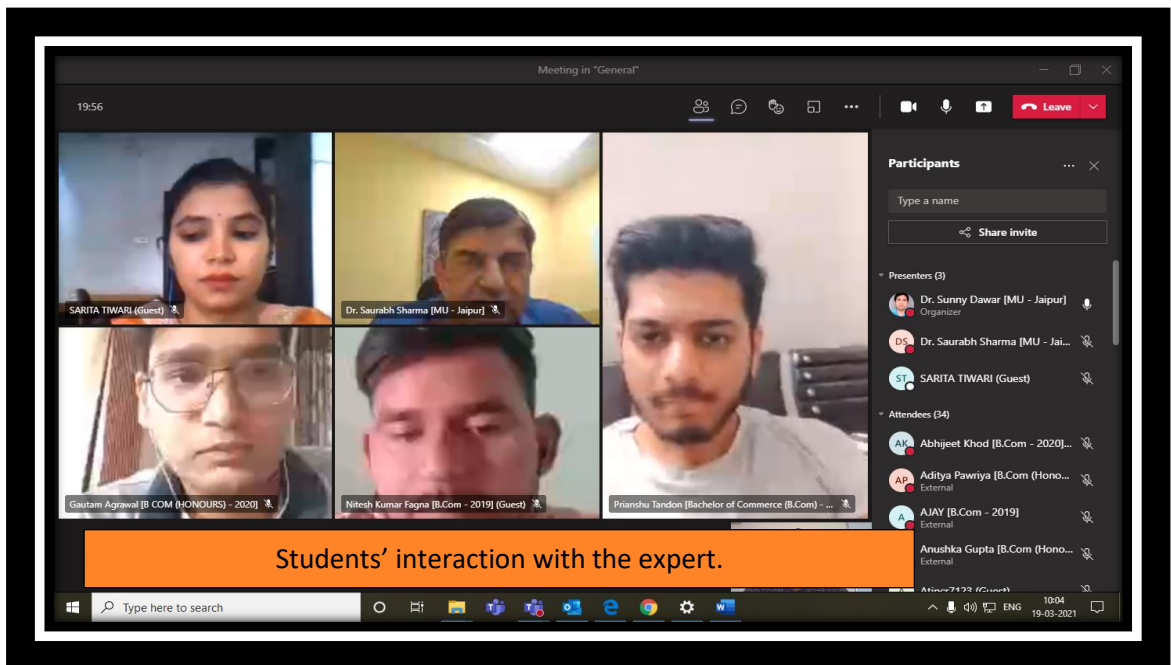 Meeting in "General"
19:56
Leave
SARITA TIWARI (Guest)
Dr. Saurabh Sharma [MU - Jaipur]
Gautam Agrawal [B COM (HONOURS) - 2020]
Nitesh Kumar Fagna [B.Com - 2019] (Guest)
Prianshu Tandon [Bachelor of Commerce (B.Com) - ...
Participants
Type a name
Share invite
Presenters (3)
Dr. Sunny Dawar [MU - Jaipur]
Organizer
DS
Dr. Saurabh Sharma [MU - Jai...
ST
SARITA TIWARI (Guest)
Attendees (34)
AK
Abhijeet Khod [B.Com - 2020]...
AP
Aditya Pawriya [B.Com (Hono...
External
A
AJAY [B.Com - 2019]
External
Anushka Gupta [B.Com (Hono...
External
Students’ interaction with the expert.
Type here to search
ENG
10:04
19-03-2021